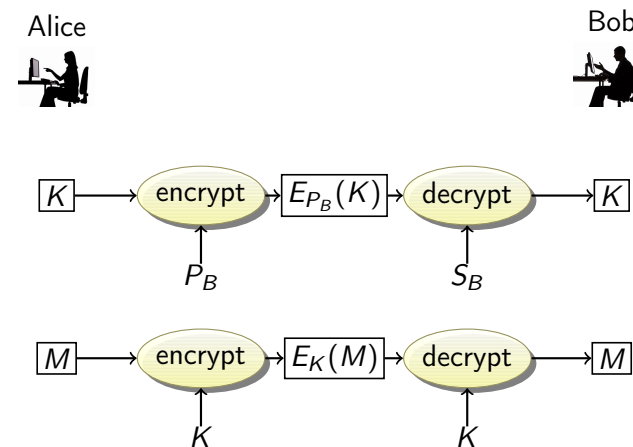 Alice Bob
K encrypt E_{P_B}(K) decrypt K
P_B S_B
M encrypt E_K(M) decrypt M
K K